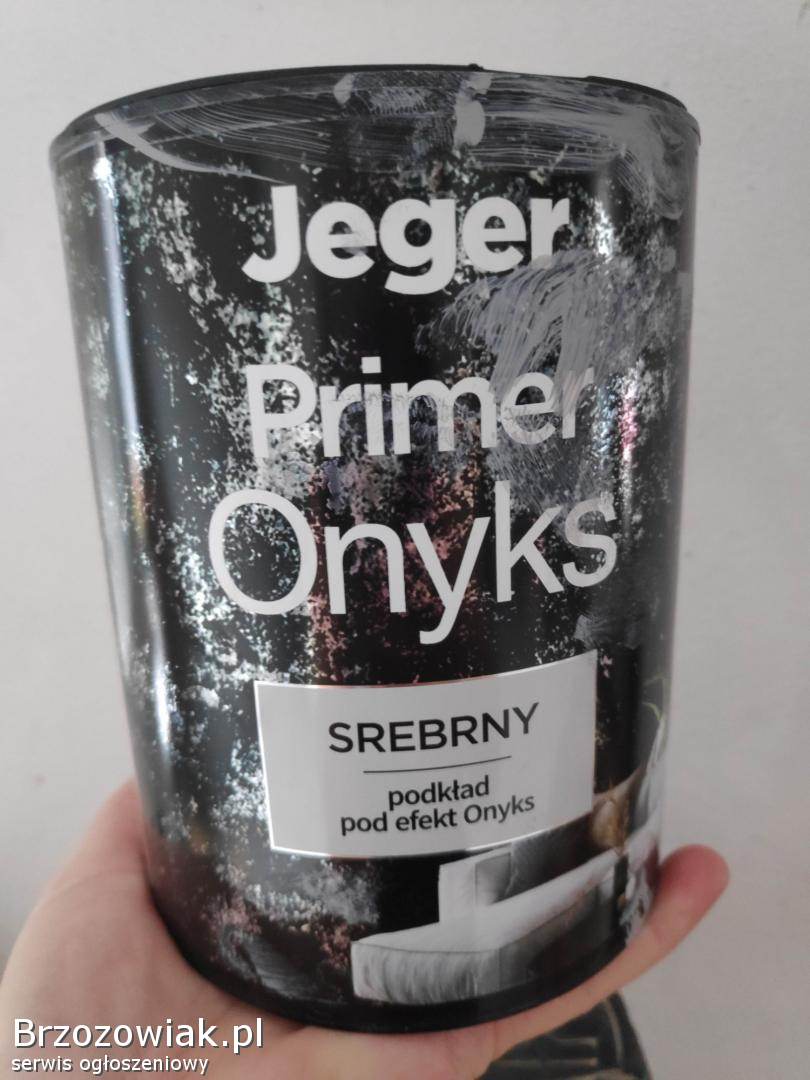 Jeger
Primer
Onyks
SREBRNY
podkład
pod efekt Onyks
Brzozowiak.pl
serwis ogłoszeniowy